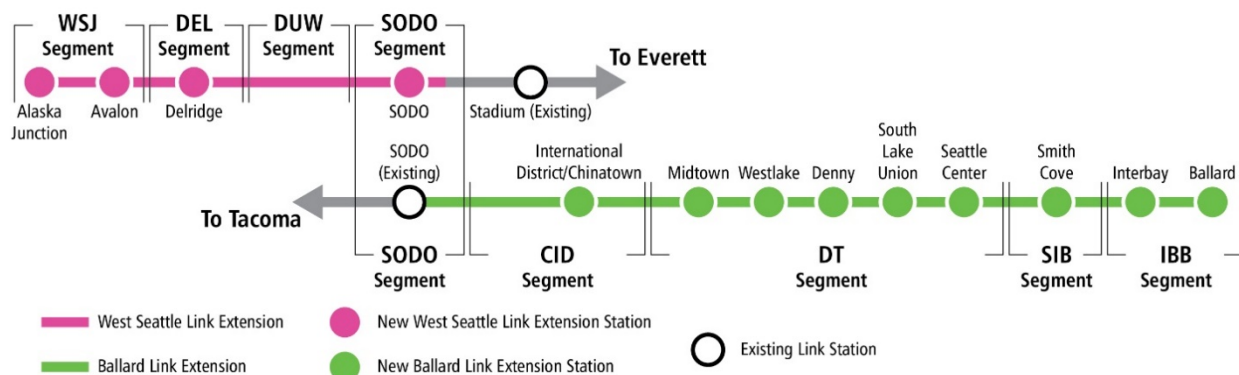 WSJ
Segment
DEL
Segment
DUW
Segment
SODO
Segment
To Everett
Alaska
Junction
Avalon
Delridge
SODO
Stadium (Existing)
SODO
(Existing)
International
District/Chinatown
Midtown
Westlake
Denny
South
Lake
Union
Seattle
Center
Smith
Cove
Interbay
Ballard
To Tacoma
SODO
Segment
CID
Segment
DT
Segment
SIB
Segment
IBB
Segment
West Seattle Link Extension
New West Seattle Link Extension Station
Existing Link Station
Ballard Link Extension
New Ballard Link Extension Station